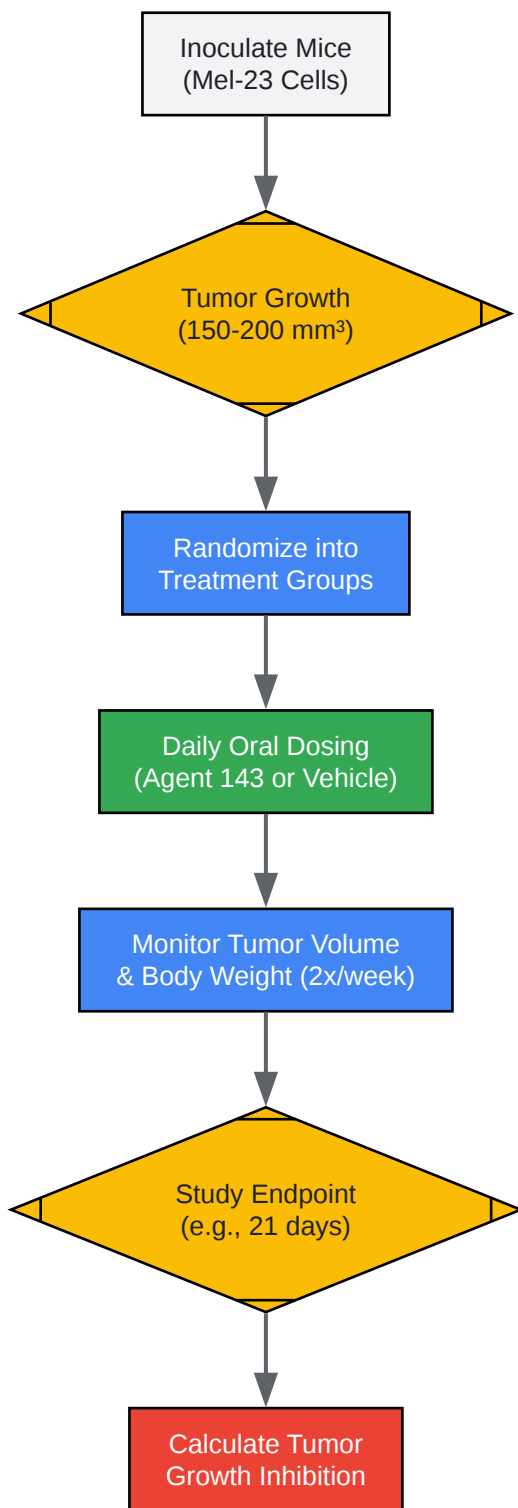 Inoculate Mice
(Mel-23 Cells)
Tumor Growth
(150-200 mm³)
Randomize into
Treatment Groups
Daily Oral Dosing
(Agent 143 or Vehicle)
Monitor Tumor Volume
& Body Weight (2x/week)
Study Endpoint
(e.g., 21 days)
Calculate Tumor
Growth Inhibition